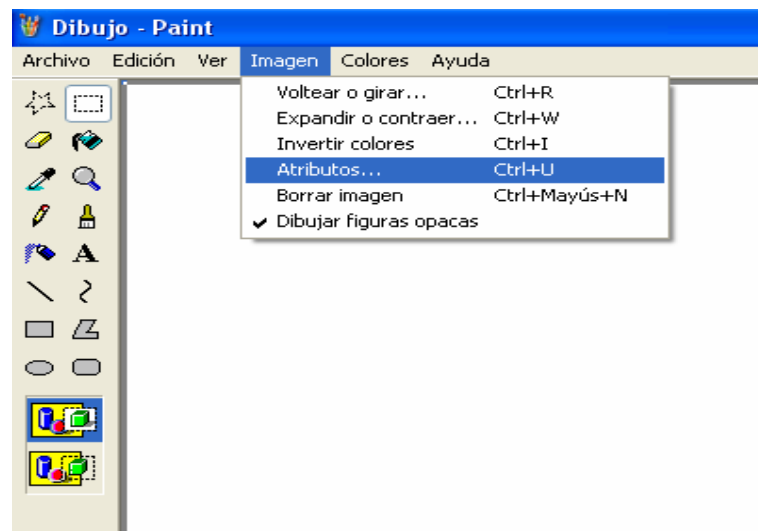 Dibujo - Paint
Archivo Edición Ver Imagen Colores Ayuda
Voltear o girar... Ctrl+R
Expandir o contraer... Ctrl+W
Invertir colores Ctrl+I
Atributos... Ctrl+U
Borrar imagen Ctrl+Mayús+N
Dibujar figuras opacas
A